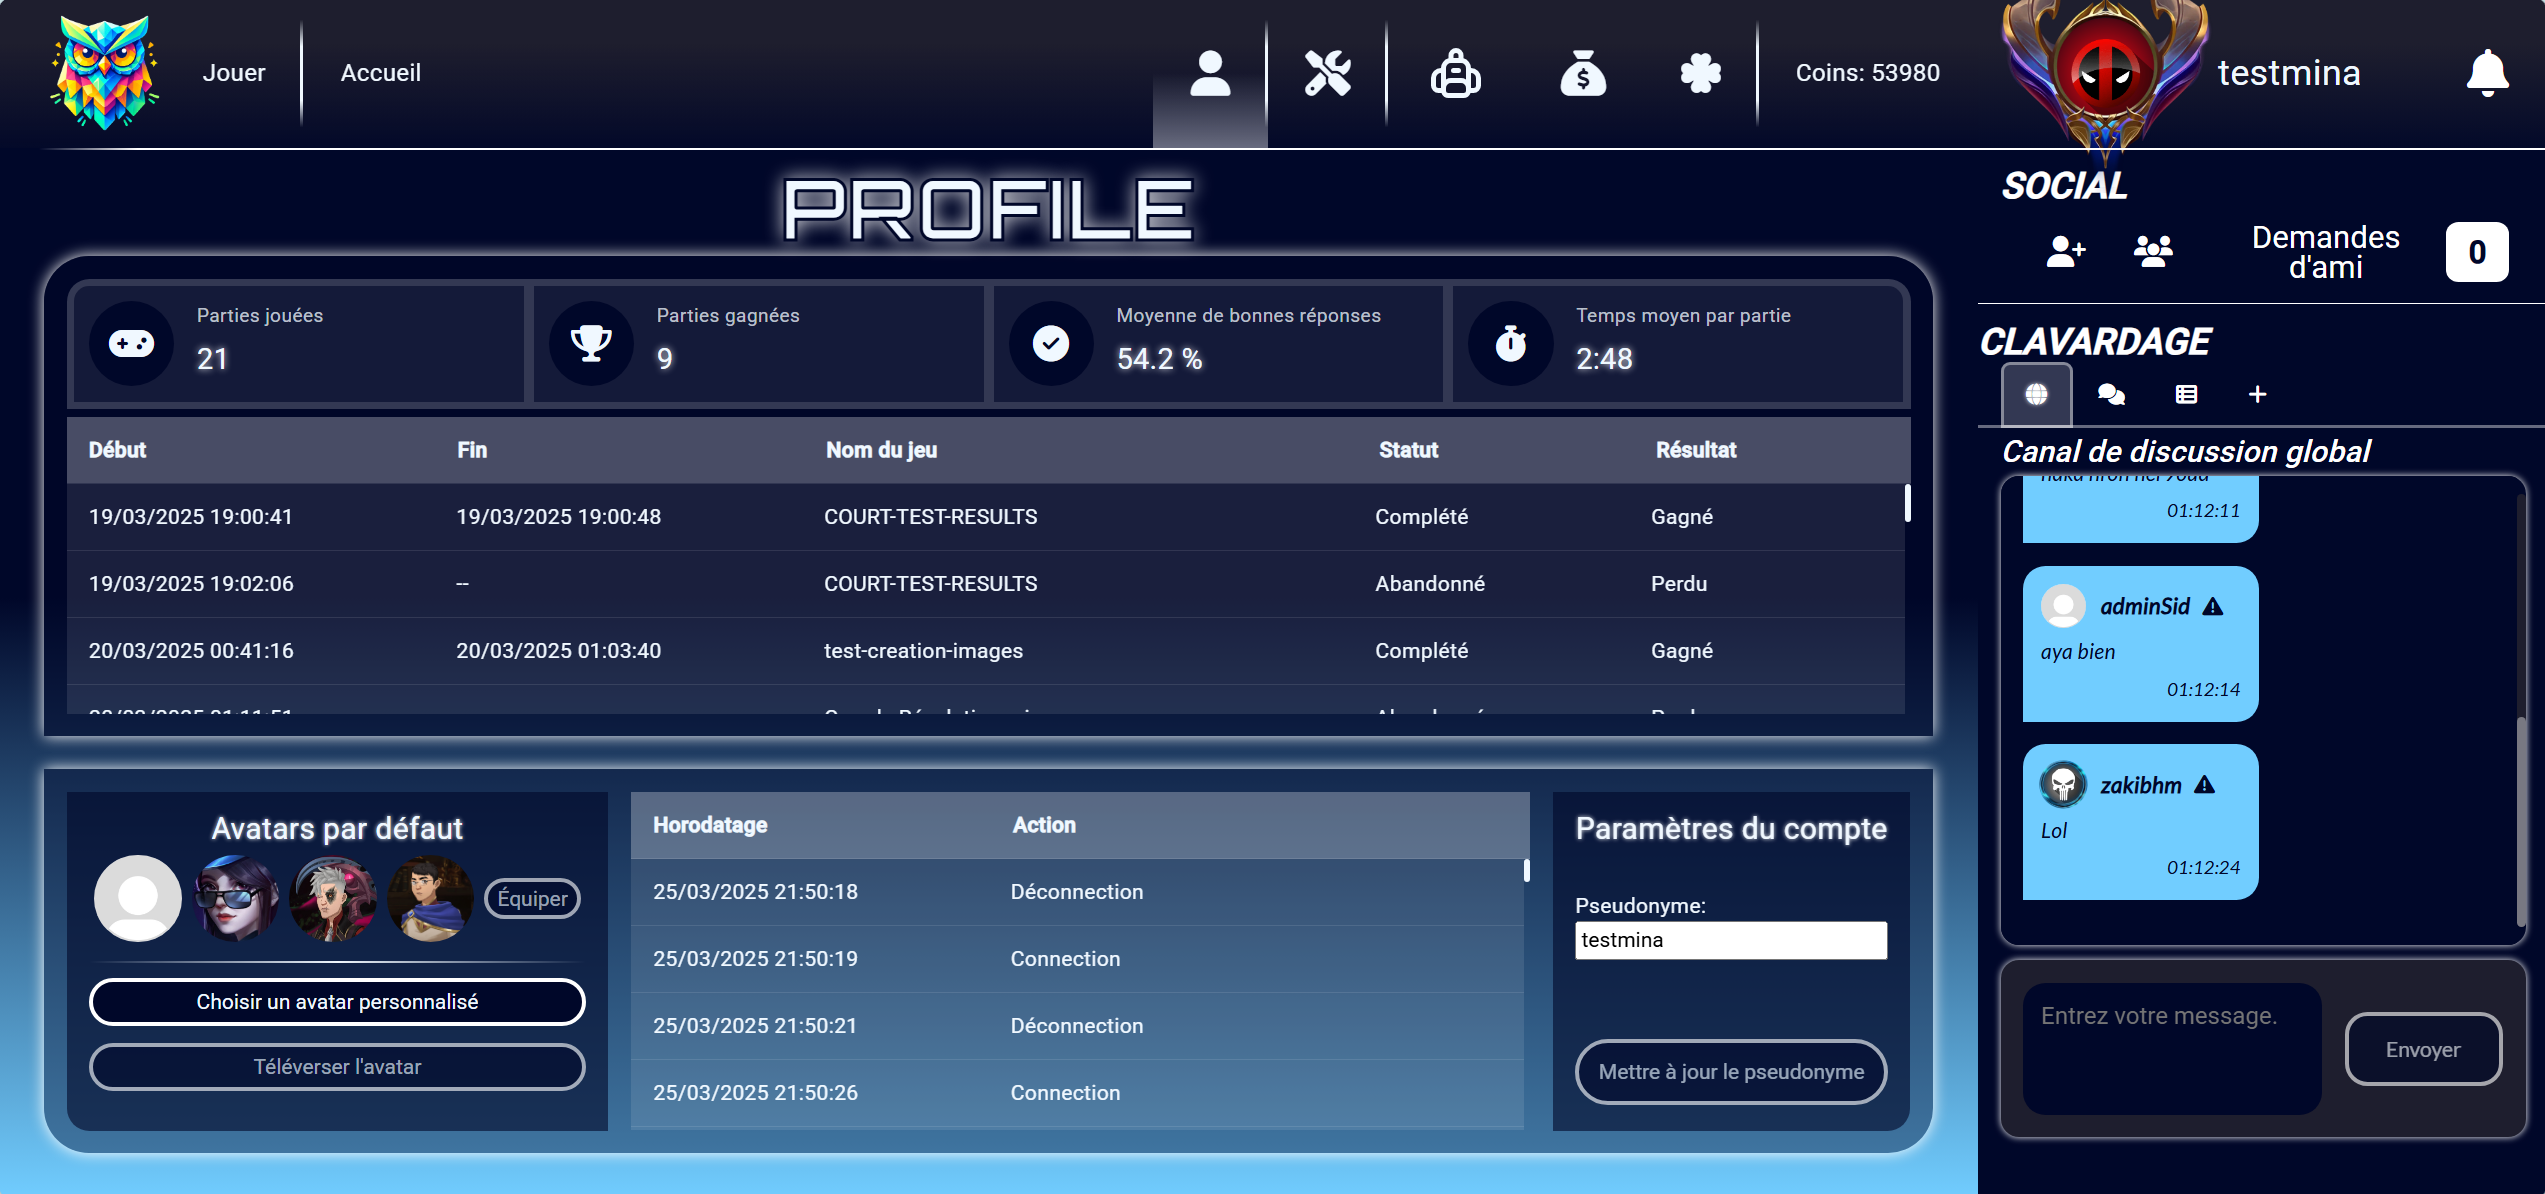 Jouer
Accueil
Coins: 53980
testmina
PROFILE
Parties jouées
21
Parties gagnées
9
Moyenne de bonnes réponses
54.2 %
Temps moyen par partie
2:48
Début Fin Nom du jeu Statut Résultat
19/03/2025 19:00:41 19/03/2025 19:00:48 COURT-TEST-RESULTS Complété Gagné
19/03/2025 19:02:06 -- COURT-TEST-RESULTS Abandonné Perdu
20/03/2025 00:41:16 20/03/2025 01:03:40 test-creation-images Complété Gagné
Avatars par défaut
Équiper
Choisir un avatar personnalisé
Téléverser l'avatar
Horodatage Action
25/03/2025 21:50:18 Déconnection
25/03/2025 21:50:19 Connection
25/03/2025 21:50:21 Déconnection
25/03/2025 21:50:26 Connection
Paramètres du compte
Pseudonyme:
testmina
Mettre à jour le pseudonyme
SOCIAL
Demandes
d'ami
0
CLAVARDAGE
Canal de discussion global
01:12:11
adminSid
aya bien
01:12:14
zakibhm
Lol
01:12:24
Entrez votre message.
Envoyer